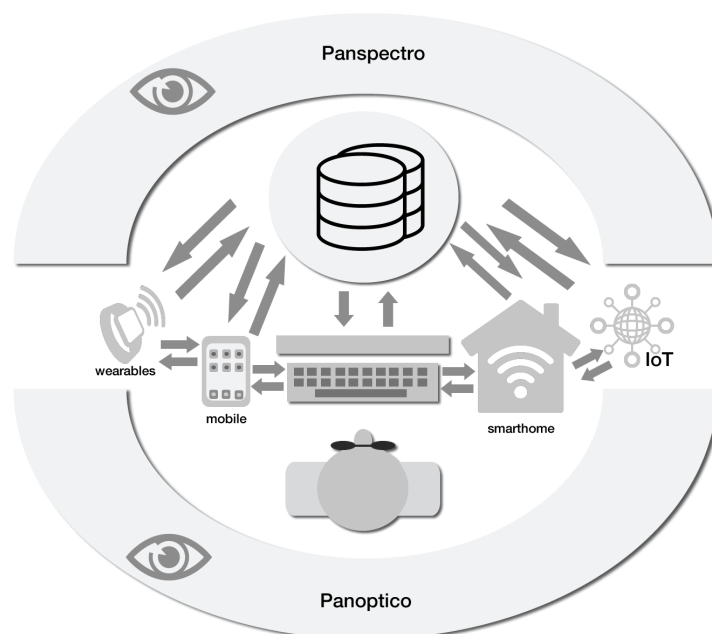 Panspectro
wearables
mobile
smarthome
IoT
Panoptico